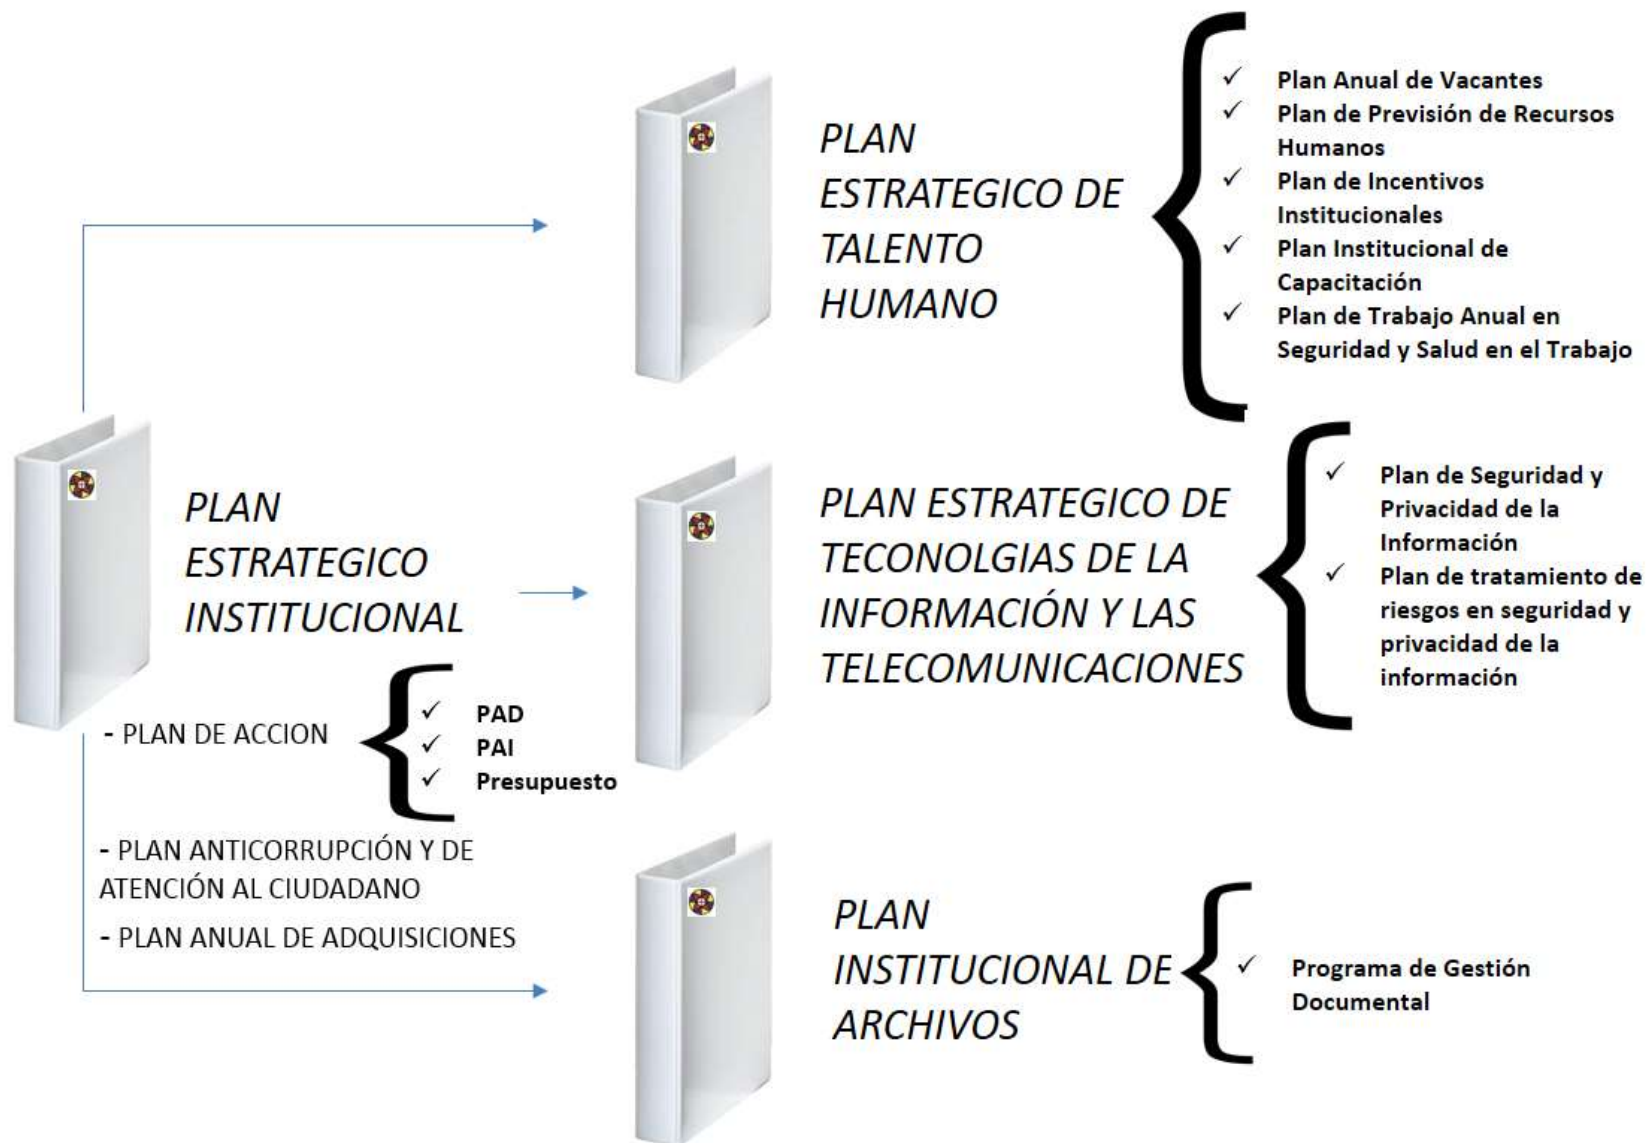 PLAN
ESTRATEGICO DE
TALENTO
HUMANO
✓ Plan Anual de Vacantes
✓ Plan de Previsión de Recursos
Humanos
✓ Plan de Incentivos
Institucionales
✓ Plan Institucional de
Capacitación
✓ Plan de Trabajo Anual en
Seguridad y Salud en el Trabajo
PLAN
ESTRATEGICO
INSTITUCIONAL
- PLAN DE ACCION
✓ PAD
✓ PAI
✓ Presupuesto
- PLAN ANTICORRUPCIÓN Y DE
ATENCIÓN AL CIUDADANO
- PLAN ANUAL DE ADQUISICIONES
PLAN ESTRATEGICO DE
TECONOLGIAS DE LA
INFORMACIÓN Y LAS
TELECOMUNICACIONES
✓ Plan de Seguridad y
Privacidad de la
Información
✓ Plan de tratamiento de
riesgos en seguridad y
privacidad de la
información
PLAN
INSTITUCIONAL DE
ARCHIVOS
✓ Programa de Gestión
Documental